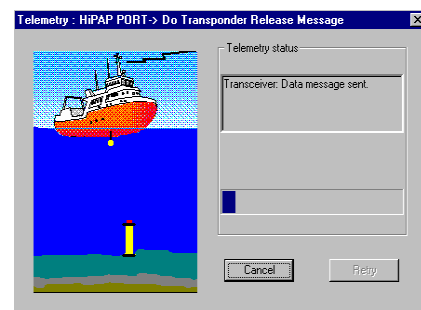 Telemetry : HiPAP PORT-> Do Transponder Release Message
Telemetry status
Transceiver: Data message sent.
Cancel
Retry